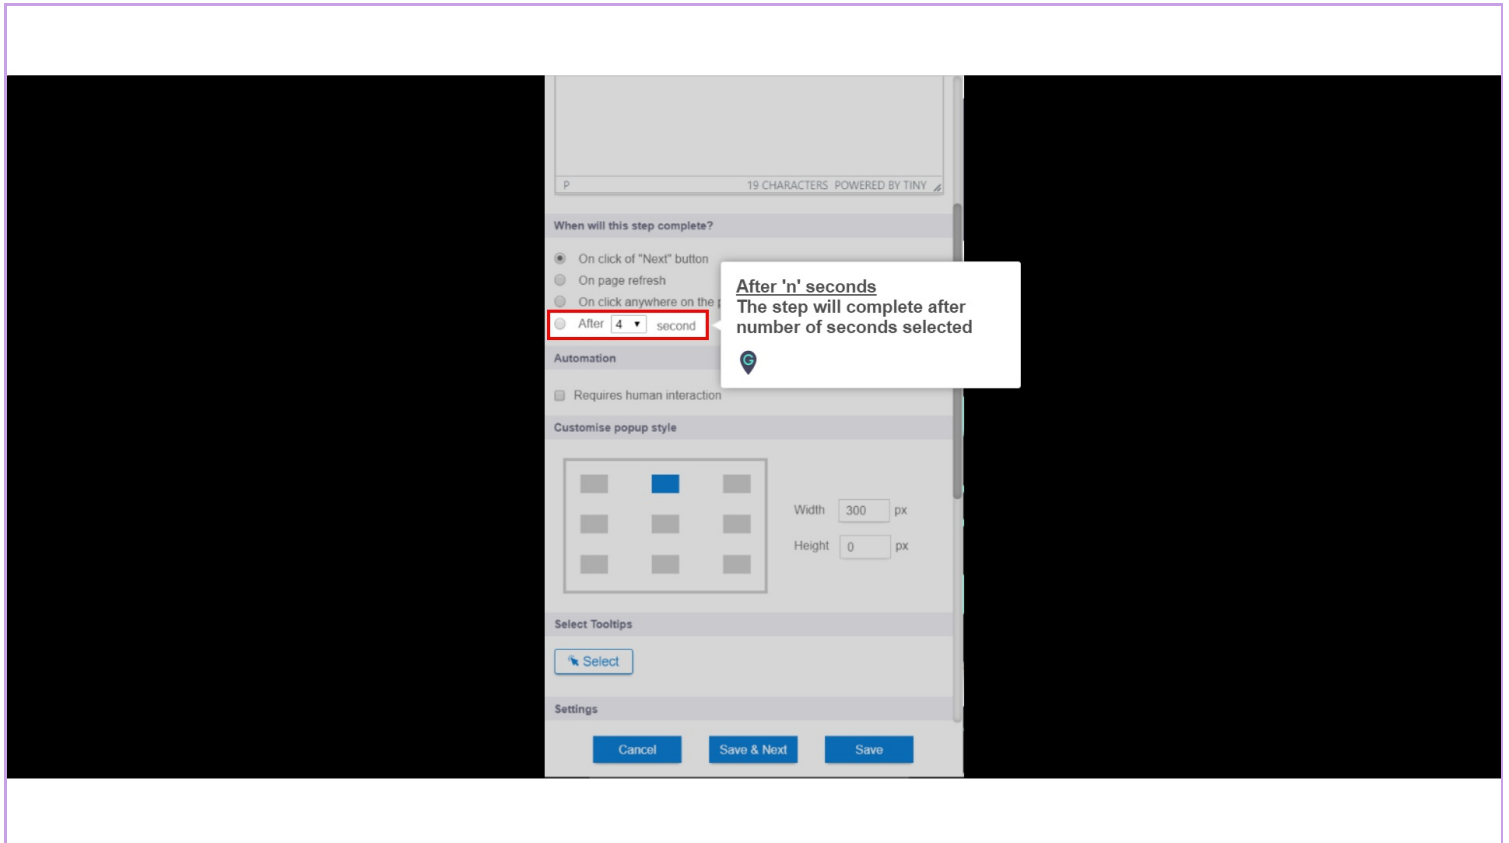 P
19 CHARACTERS POWERED BY TINY
When will this step complete?
On click of "Next" button
On page refresh
On click anywhere on the p
After 4 second
After 'n' seconds
The step will complete after
number of seconds selected
G
Automation
Requires human interaction
Customise popup style
Width 300 px
Height 0 px
Select Tooltips
Select
Settings
Cancel
Save & Next
Save